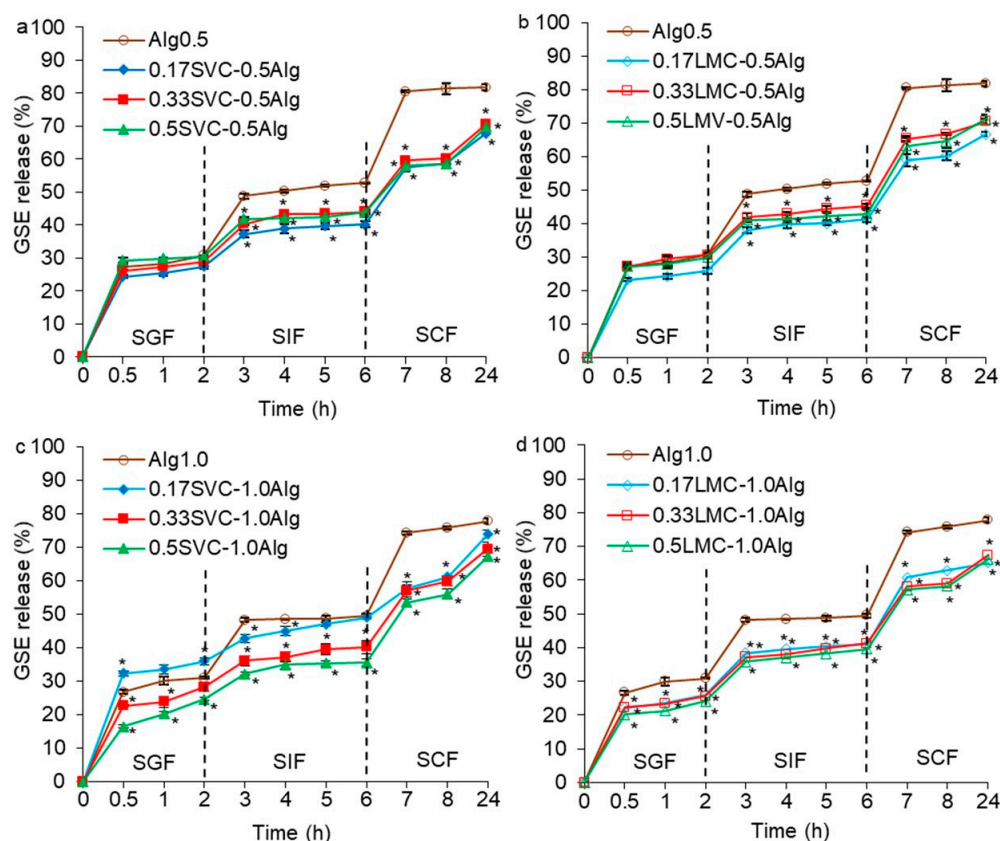 a 100
90
80
70
60
50
40
30
20
10
0
GSE release (%)
Alg0.5
0.17SVC-0.5Alg
0.33SVC-0.5Alg
0.5SVC-0.5Alg
* * * * * * * * * * * * * * * * * * * *
SGF SIF SCF
0 0.5 1 2 3 4 5 6 7 8 24
Time (h)
b 100
90
80
70
60
50
40
30
20
10
0
GSE release (%)
Alg0.5
0.17LMC-0.5Alg
0.33LMC-0.5Alg
0.5LMV-0.5Alg
* * * * * * * * * * * * * * * * * * * *
SGF SIF SCF
0 0.5 1 2 3 4 5 6 7 8 24
Time (h)
c 100
90
80
70
60
50
40
30
20
10
0
GSE release (%)
Alg1.0
0.17SVC-1.0Alg
0.33SVC-1.0Alg
0.5SVC-1.0Alg
* * * * * * * * * * * * * * * * * * * *
SGF SIF SCF
0 0.5 1 2 3 4 5 6 7 8 24
Time (h)
d 100
90
80
70
60
50
40
30
20
10
0
GSE release (%)
Alg1.0
0.17LMC-1.0Alg
0.33LMC-1.0Alg
0.5LMC-1.0Alg
* * * * * * * * * * * * * * * * * * * *
SGF SIF SCF
0 0.5 1 2 3 4 5 6 7 8 24
Time (h)